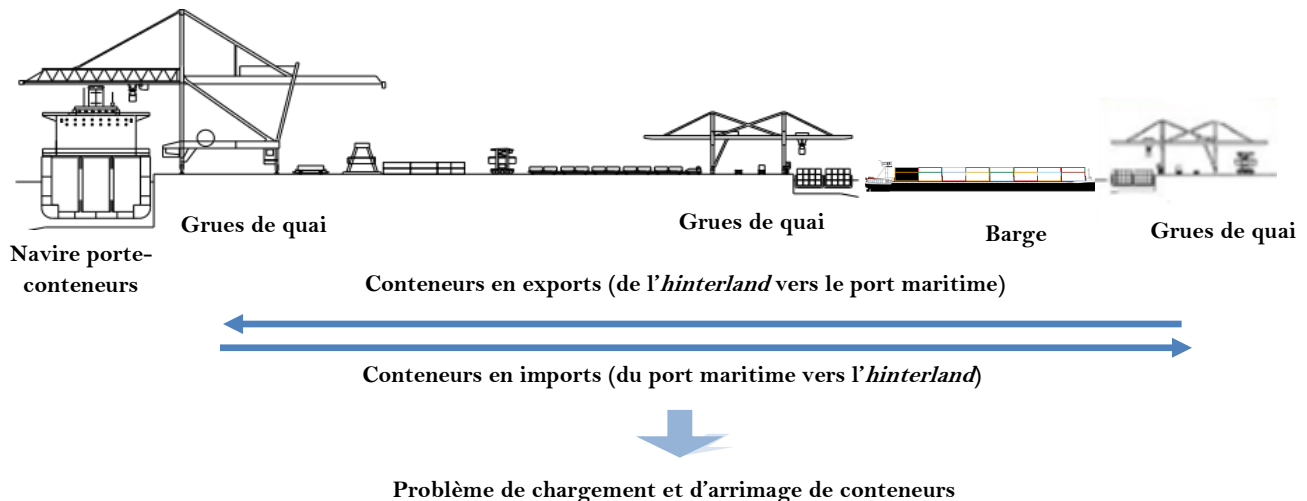 Grues de quai
Grues de quai
Barge
Grues de quai
Navire porte-
conteneurs
Conteneurs en exports (de l'hinterland vers le port maritime)
Conteneurs en imports (du port maritime vers l'hinterland)
Problème de chargement et d'arrimage de conteneurs